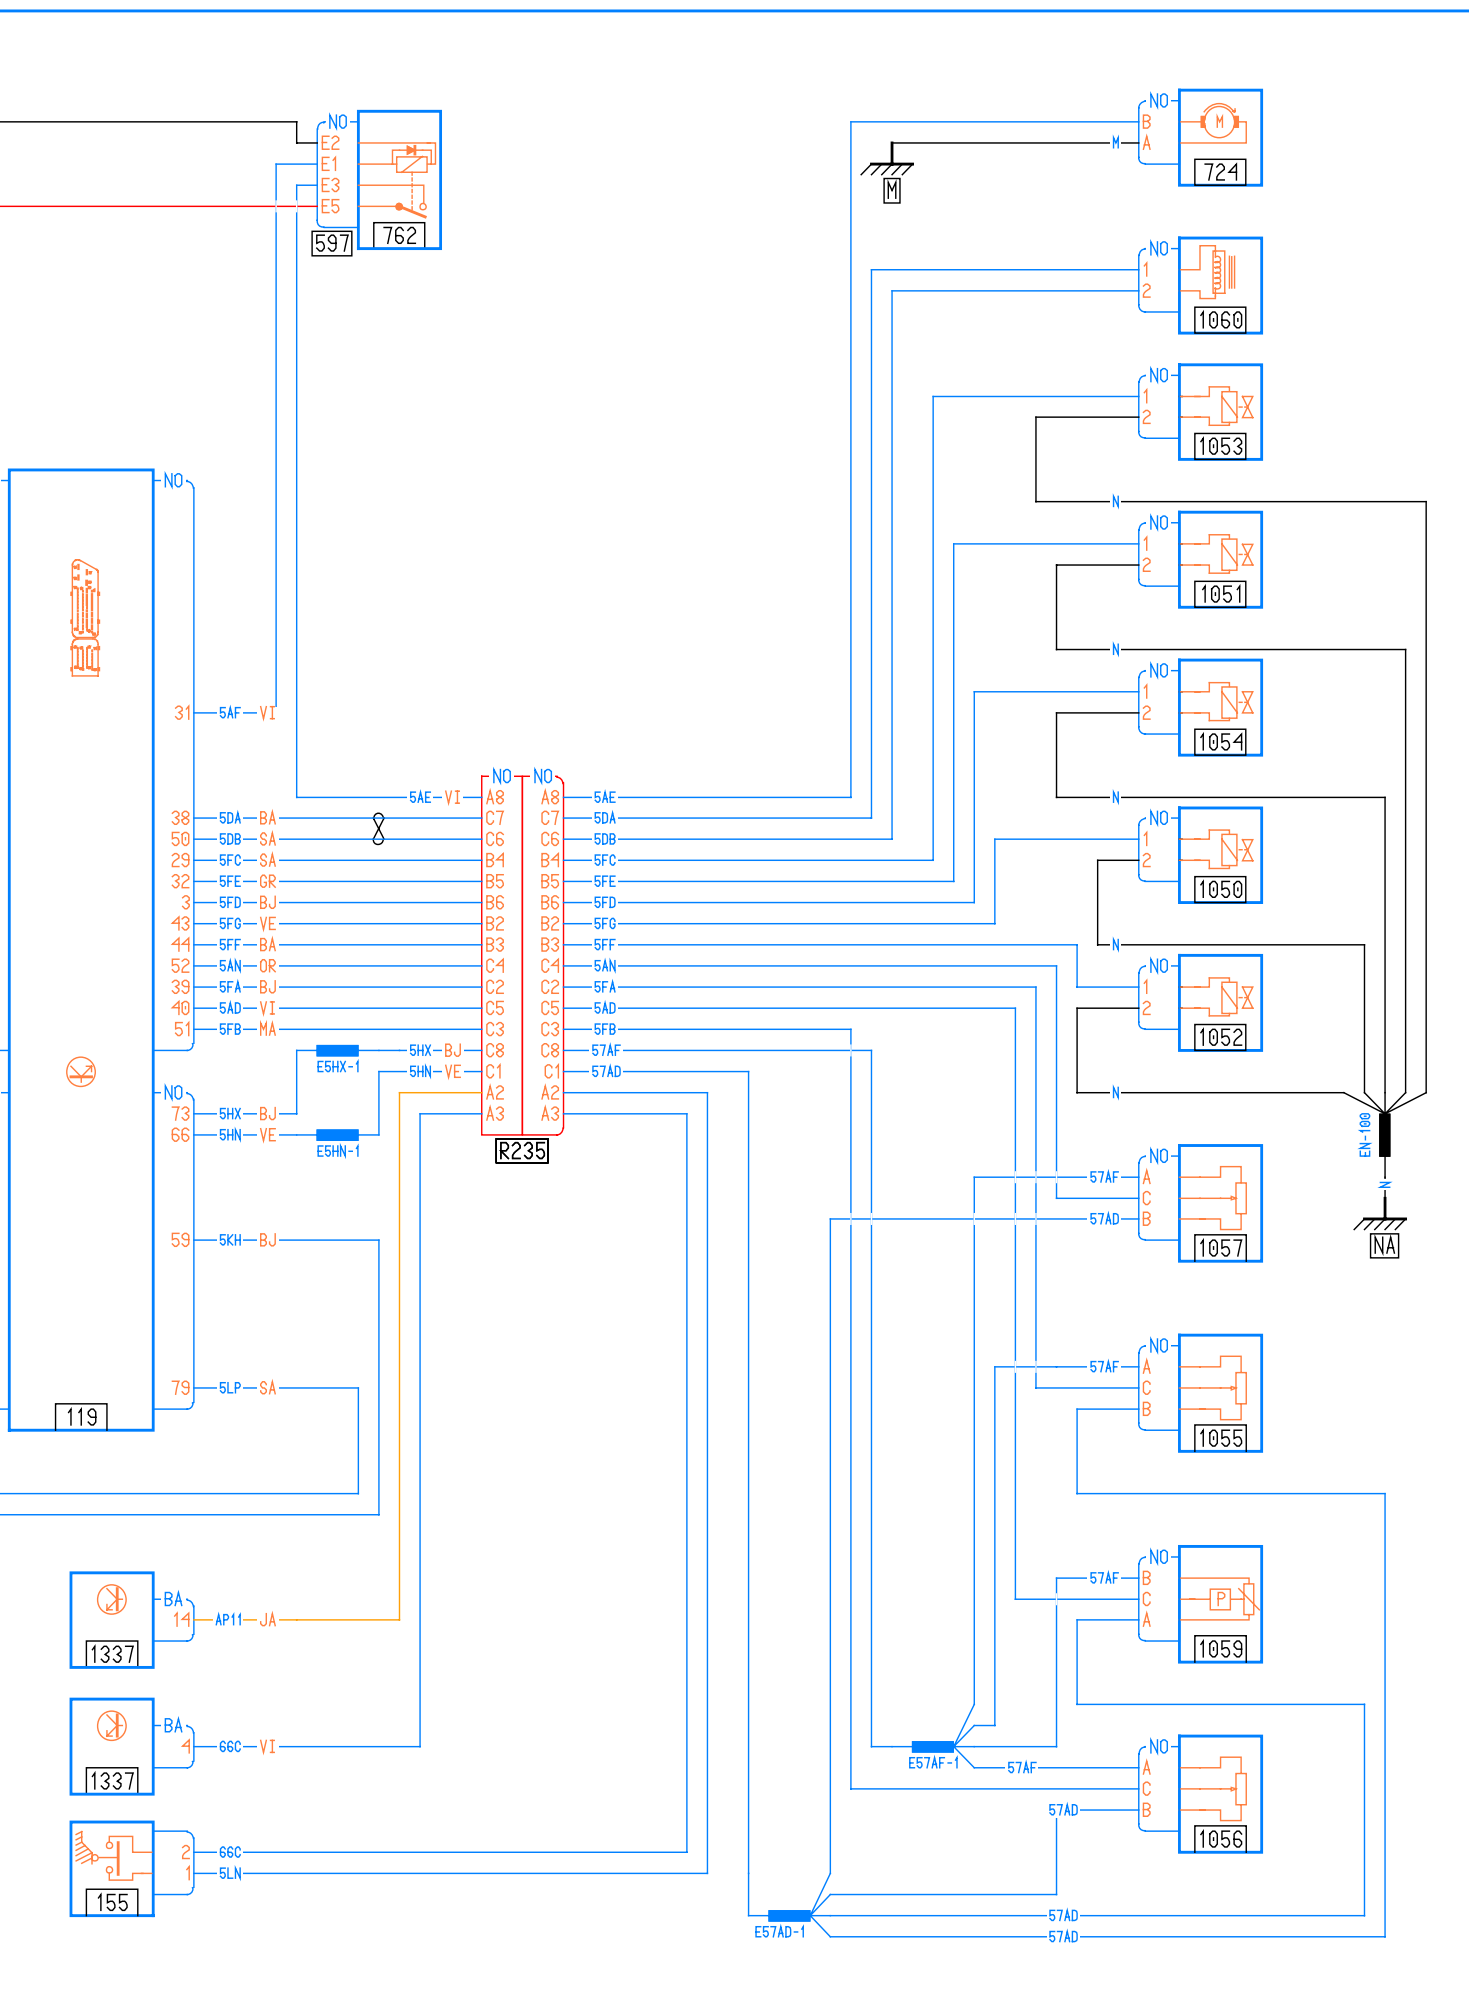 NO
E2
E1
E3
E5
597
762
NO
B
A
M
M
724
NO
1
2
1060
NO
1
2
1053
N
NO
1
2
1051
N
NO
1
2
1054
N
NO
1
2
1050
N
NO
1
2
1052
N
EN-100
N
NA
NO
31 5AF VI
NO NO
5AE VI A8 A8 5AE
38 5DA BA C7 C7 5DA
50 5DB SA C6 C6 5DB
29 5FC SA B4 B4 5FC
32 5FE GR B5 B5 5FE
3 5FD BJ B6 B6 5FD
43 5FG VE B2 B2 5FG
44 5FF BA B3 B3 5FF
52 5AN OR C4 C4 5AN
39 5FA BJ C2 C2 5FA
40 5AD VI C5 C5 5AD
51 5FB MA C3 C3 5FB
E5HX-1 5HX BJ C8 C8 57AF
5HN VE C1 C1 57AD
K
NO
A2 A2
73 5HX BJ A3 A3
66 5HN VE E5HN-1
R235
59 5KH BJ
79 5LP SA
119
NO
57AF A
C
57AD B
1057
NO
57AF A
C
B
1055
NO
57AF B
C
A
P
1059
NO
E57AF-1 57AF A
C
57AD B
1056
BA
14 AP11 JA
1337
BA
4 66C VI
1337
2 66C
1 5LN
155
E57AD-1 57AD
57AD